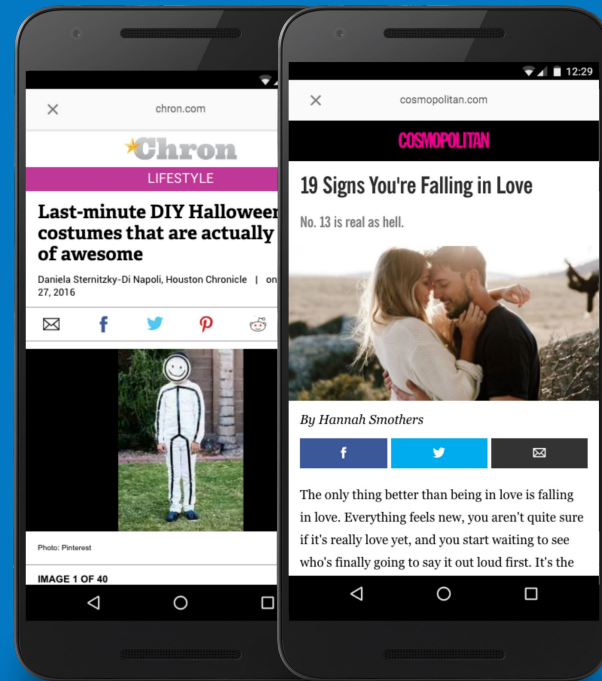 chron.com
Chron
LIFESTYLE
Last-minute DIY Halloween
costumes that are actually
of awesome
Daniela Sternitzky-Di Napoli, Houston Chronicle | on
27, 2016
Photo: Pinterest
IMAGE 1 OF 40
12:29
cosmopolitan.com
COSMOPOLITAN
19 Signs You're Falling in Love
No. 13 is real as hell.
By Hannah Smothers
The only thing better than being in love is falling
in love. Everything feels new, you aren't quite sure
if it's really love yet, and you start waiting to see
who's finally going to say it out loud first. It's the